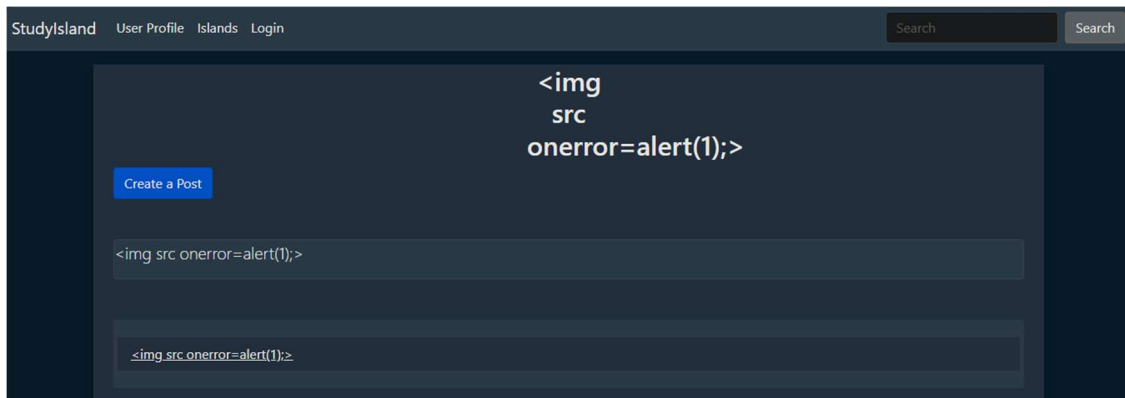 StudyIsland User Profile Islands Login Search Search
<img
src
onerror=alert(1);>
Create a Post
<img src onerror=alert(1);>
<img src onerror=alert(1);>